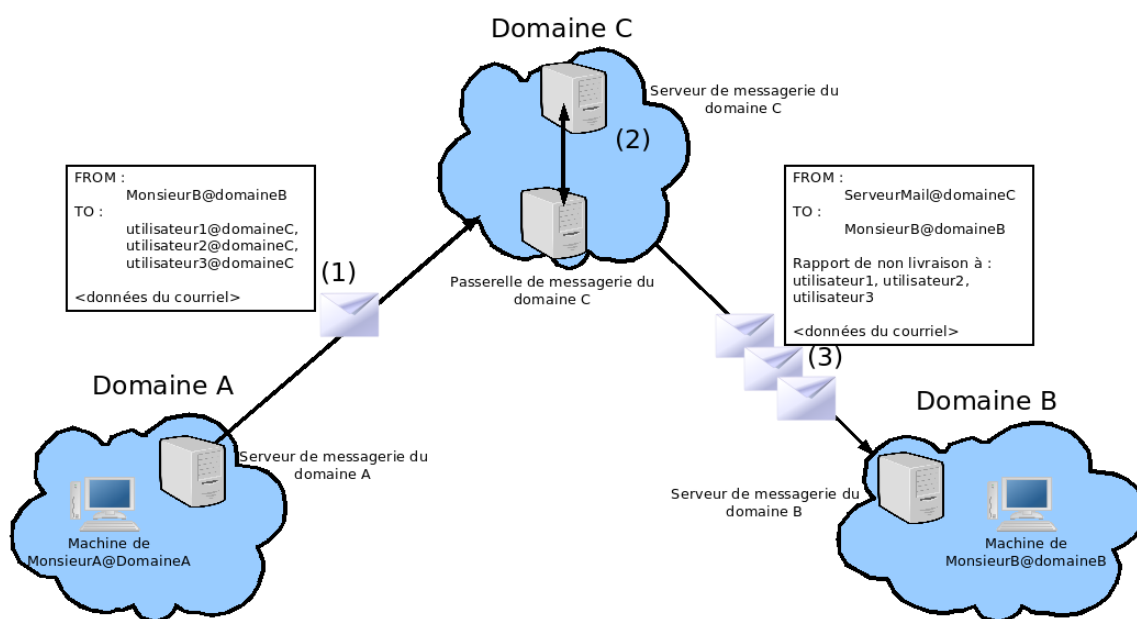 Domaine C
Serveur de messagerie du
domaine C
(2)
FROM :
MonsieurB@domaineB
TO :
utilisateur1@domaineC,
utilisateur2@domaineC,
utilisateur3@domaineC
<données du courriel>
(1)
Passerelle de messagerie du
domaine C
FROM :
ServeurMail@domaineC
TO :
MonsieurB@domaineB
Rapport de non livraison à :
utilisateur1, utilisateur2,
utilisateur3
<données du courriel>
(3)
Domaine A
Serveur de messagerie du
domaine A
Machine de
MonsieurA@DomaineA
Domaine B
Serveur de messagerie du
domaine B
Machine de
MonsieurB@domaineB